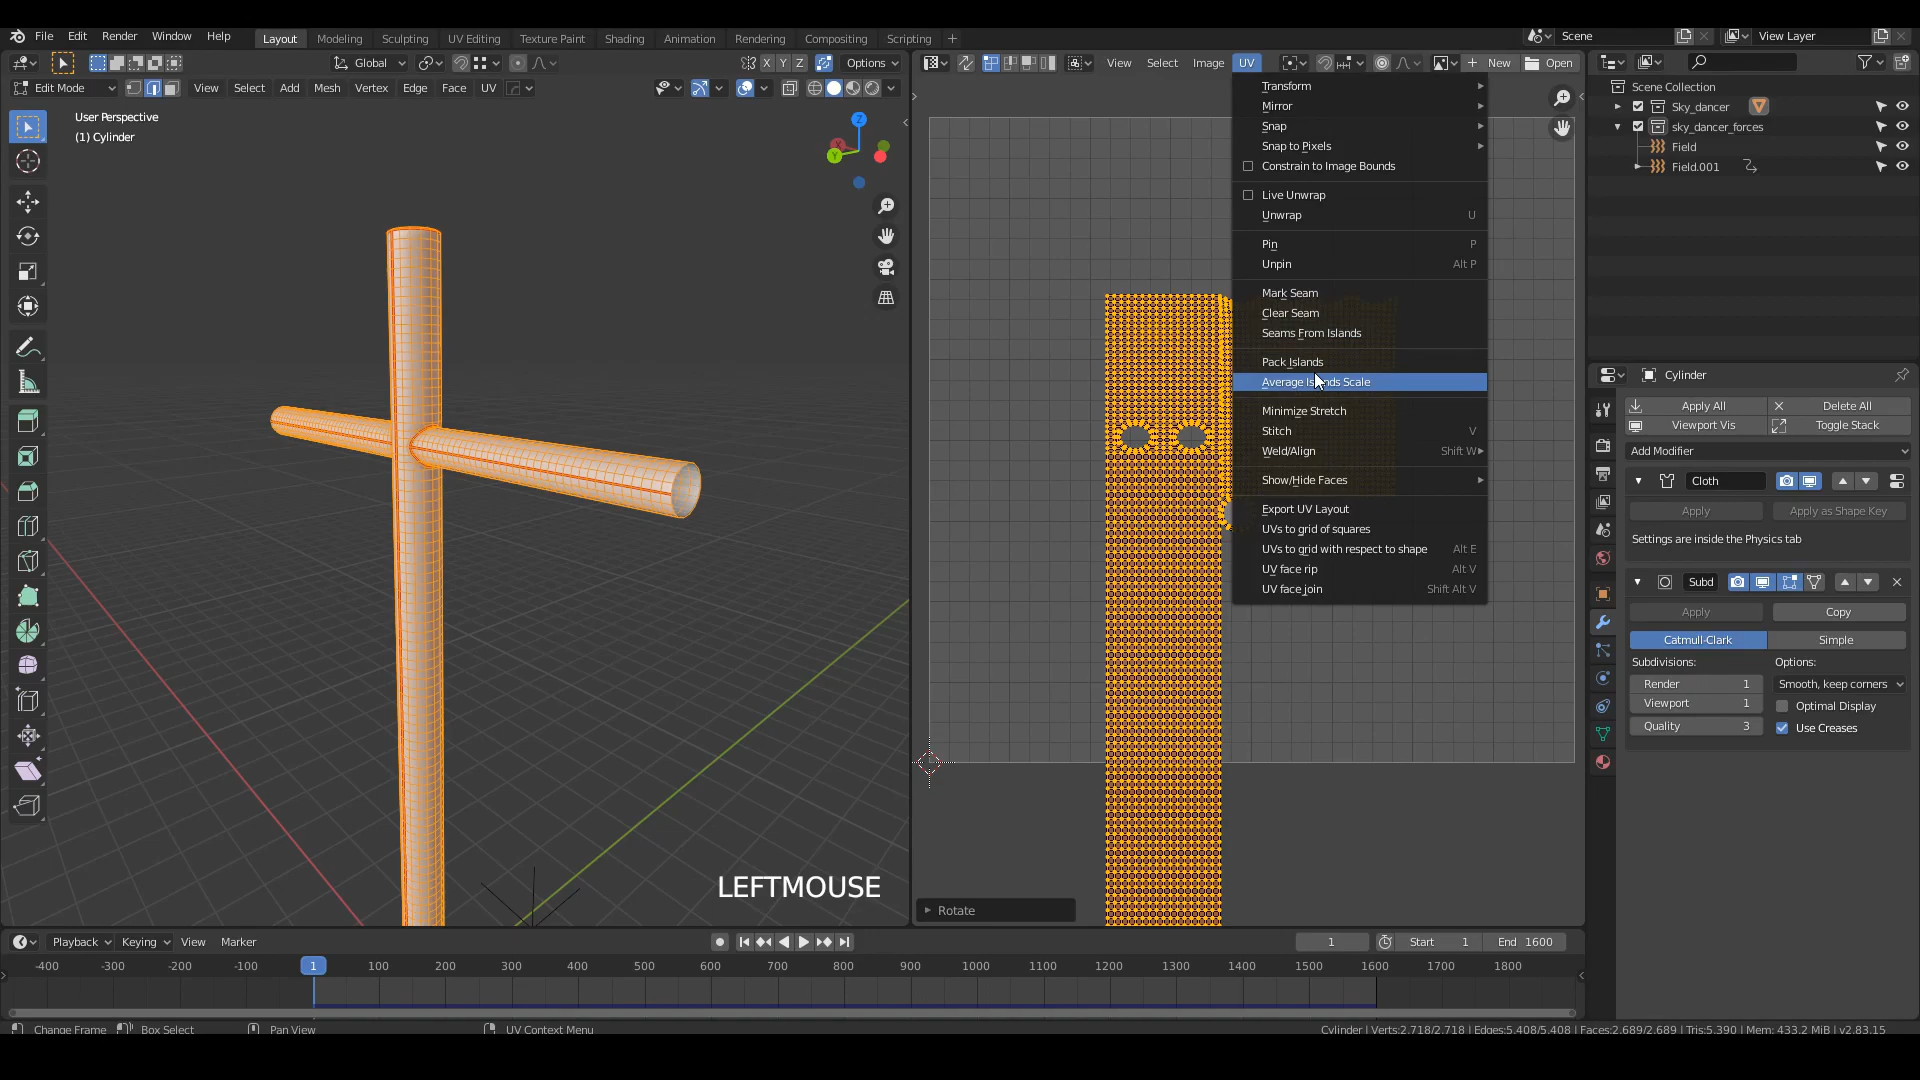 File Edit Render Window Help Layout Modeling Sculpting UV Editing Texture Paint Shading Animation Rendering Compositing Scripting + Scene View Layer
Global X Y Z Options View Select Image UV New Open
Edit Mode View Select Add Mesh Vertex Edge Face UV
User Perspective
(1) Cylinder
Z
X
Y
LEFTMOUSE
Transform
Mirror
Snap
Snap to Pixels
Constrain to Image Bounds
Live Unwrap
Unwrap U
Pin P
Unpin Alt P
Mark Seam
Clear Seam
Seams From Islands
Pack Islands
Average Islands Scale
Minimize Stretch
Stitch V
Weld/Align Shift W
Show/Hide Faces
Export UV Layout
UVs to grid of squares
UVs to grid with respect to shape Alt E
UV face rip Alt V
UV face join Shift Alt V
Rotate
Scene Collection
Sky_dancer
sky_dancer_forces
Field
Field.001
Cylinder
Apply All Delete All
Viewport Vis Toggle Stack
Add Modifier
Cloth
Apply Apply as Shape Key
Settings are inside the Physics tab
Subd
Apply Copy
Catmull-Clark Simple
Subdivisions: Options:
Render 1 Smooth, keep corners
Viewport 1 Optimal Display
Quality 3 Use Creases
Playback Keying View Marker 1 Start 1 End 1600
-400 -300 -200 -100 1 100 200 300 400 500 600 700 800 900 1000 1100 1200 1300 1400 1500 1600 1700 1800
Change Frame Box Select Pan View UV Context Menu Cylinder | Verts:2.718/2.718 | Edges:5.408/5.408 | Faces:2.689/2.689 | Tris:5.390 | Mem: 433.2 MiB | v2.83.15